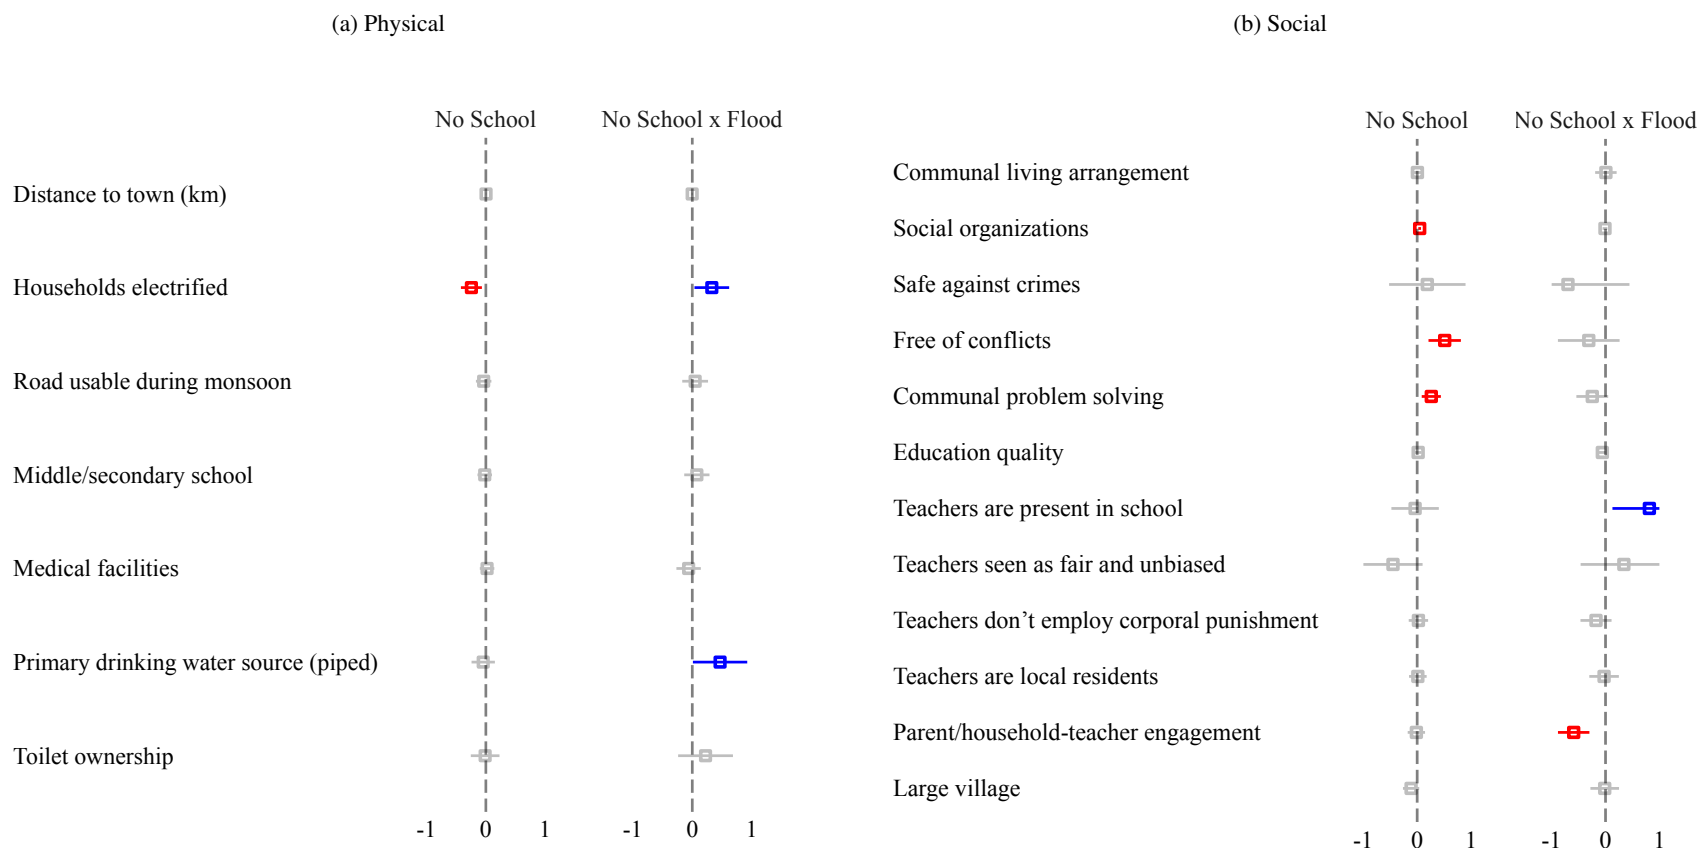 (a) Physical
No School
No School x Flood
Distance to town (km)
Households electrified
Road usable during monsoon
Middle/secondary school
Medical facilities
Primary drinking water source (piped)
Toilet ownership
-1 0 1 -1 0 1
(b) Social
No School
No School x Flood
Communal living arrangement
Social organizations
Safe against crimes
Free of conflicts
Communal problem solving
Education quality
Teachers are present in school
Teachers seen as fair and unbiased
Teachers don’t employ corporal punishment
Teachers are local residents
Parent/household-teacher engagement
Large village
-1 0 1 -1 0 1